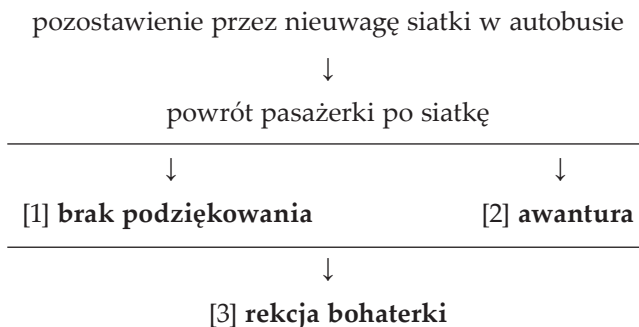 pozostawienie przez nieuwagę siatki w autobusie
↓
powrót pasażerki po siatkę
↓ ↓
[1] brak podziękowania [2] awantura
↓
[3] rekcja bohaterki